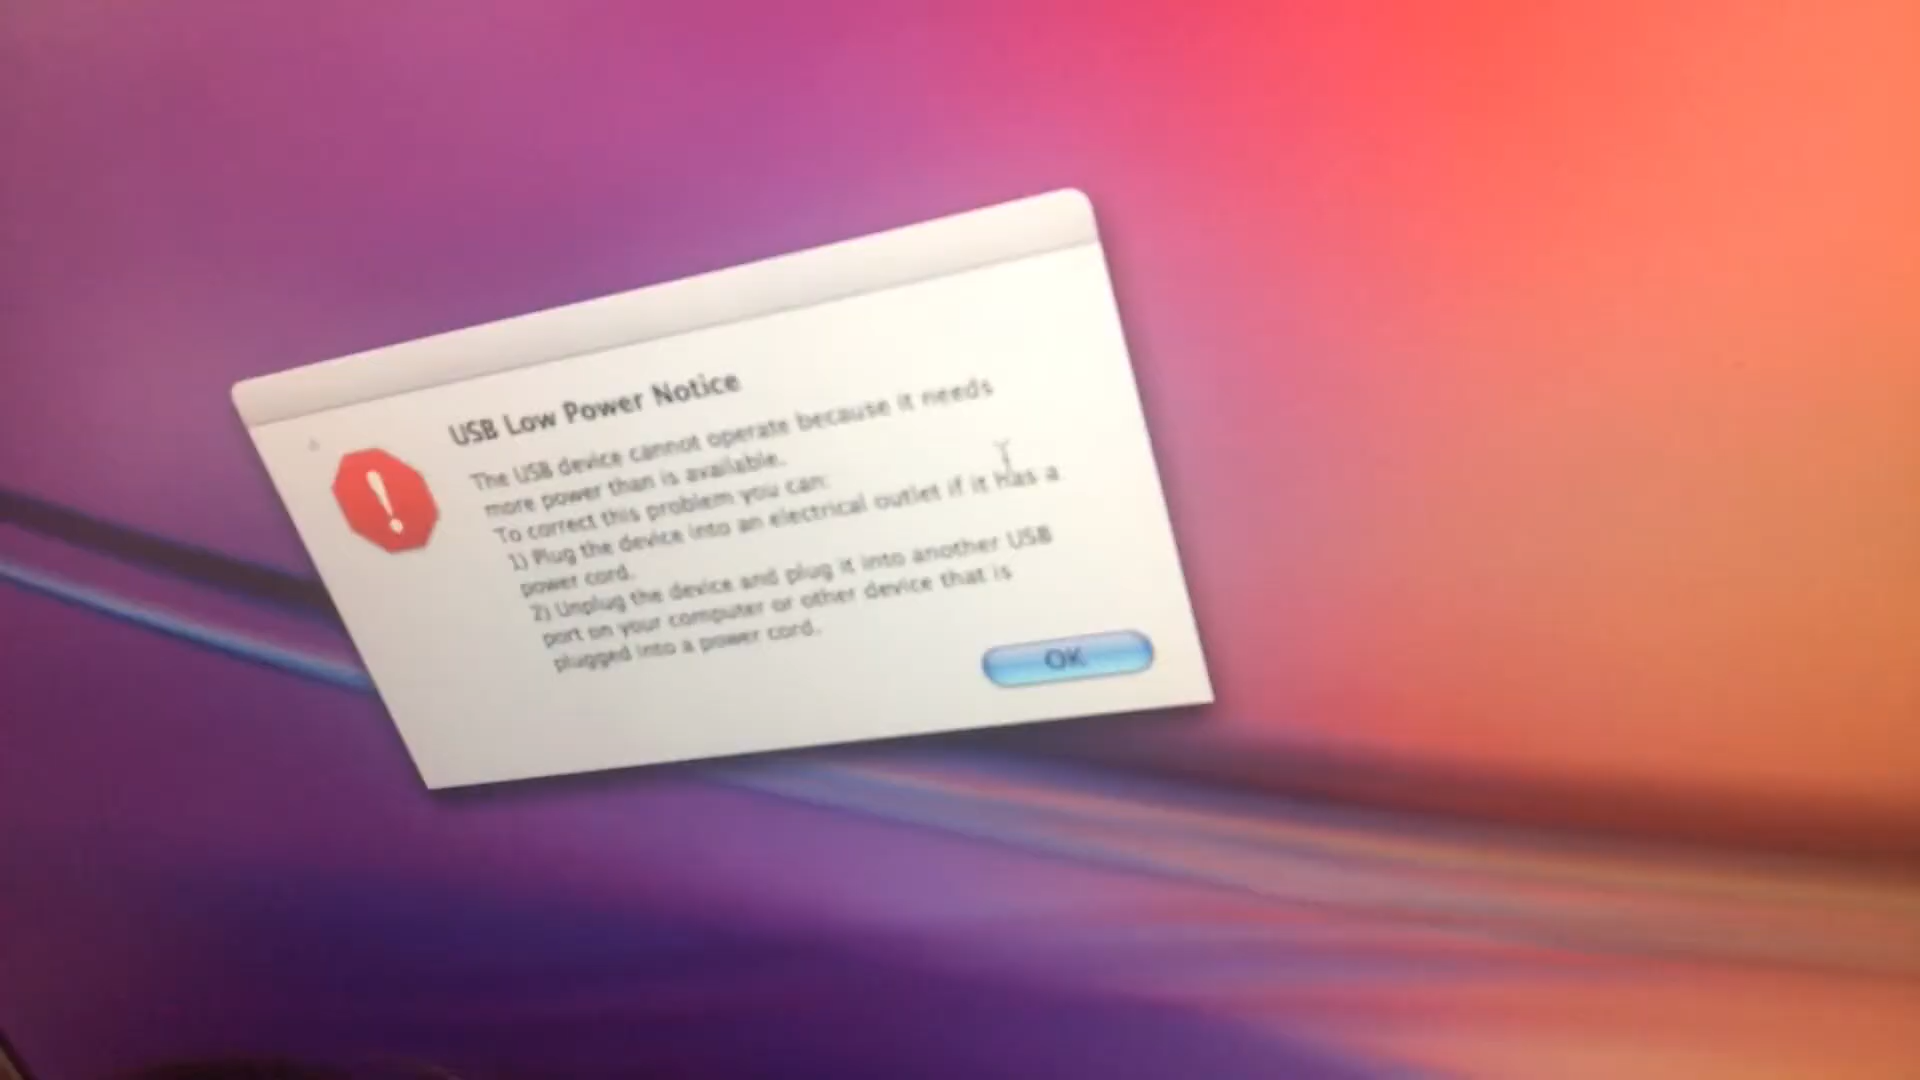 USB Low Power Notice
The USB device cannot operate because it needs
more power than is available.
To correct this problem you can:
1) Plug the device into an electrical outlet if it has a
power cord.
2) Unplug the device and plug it into another USB
port on your computer or other device that is
plugged into a power cord.
OK